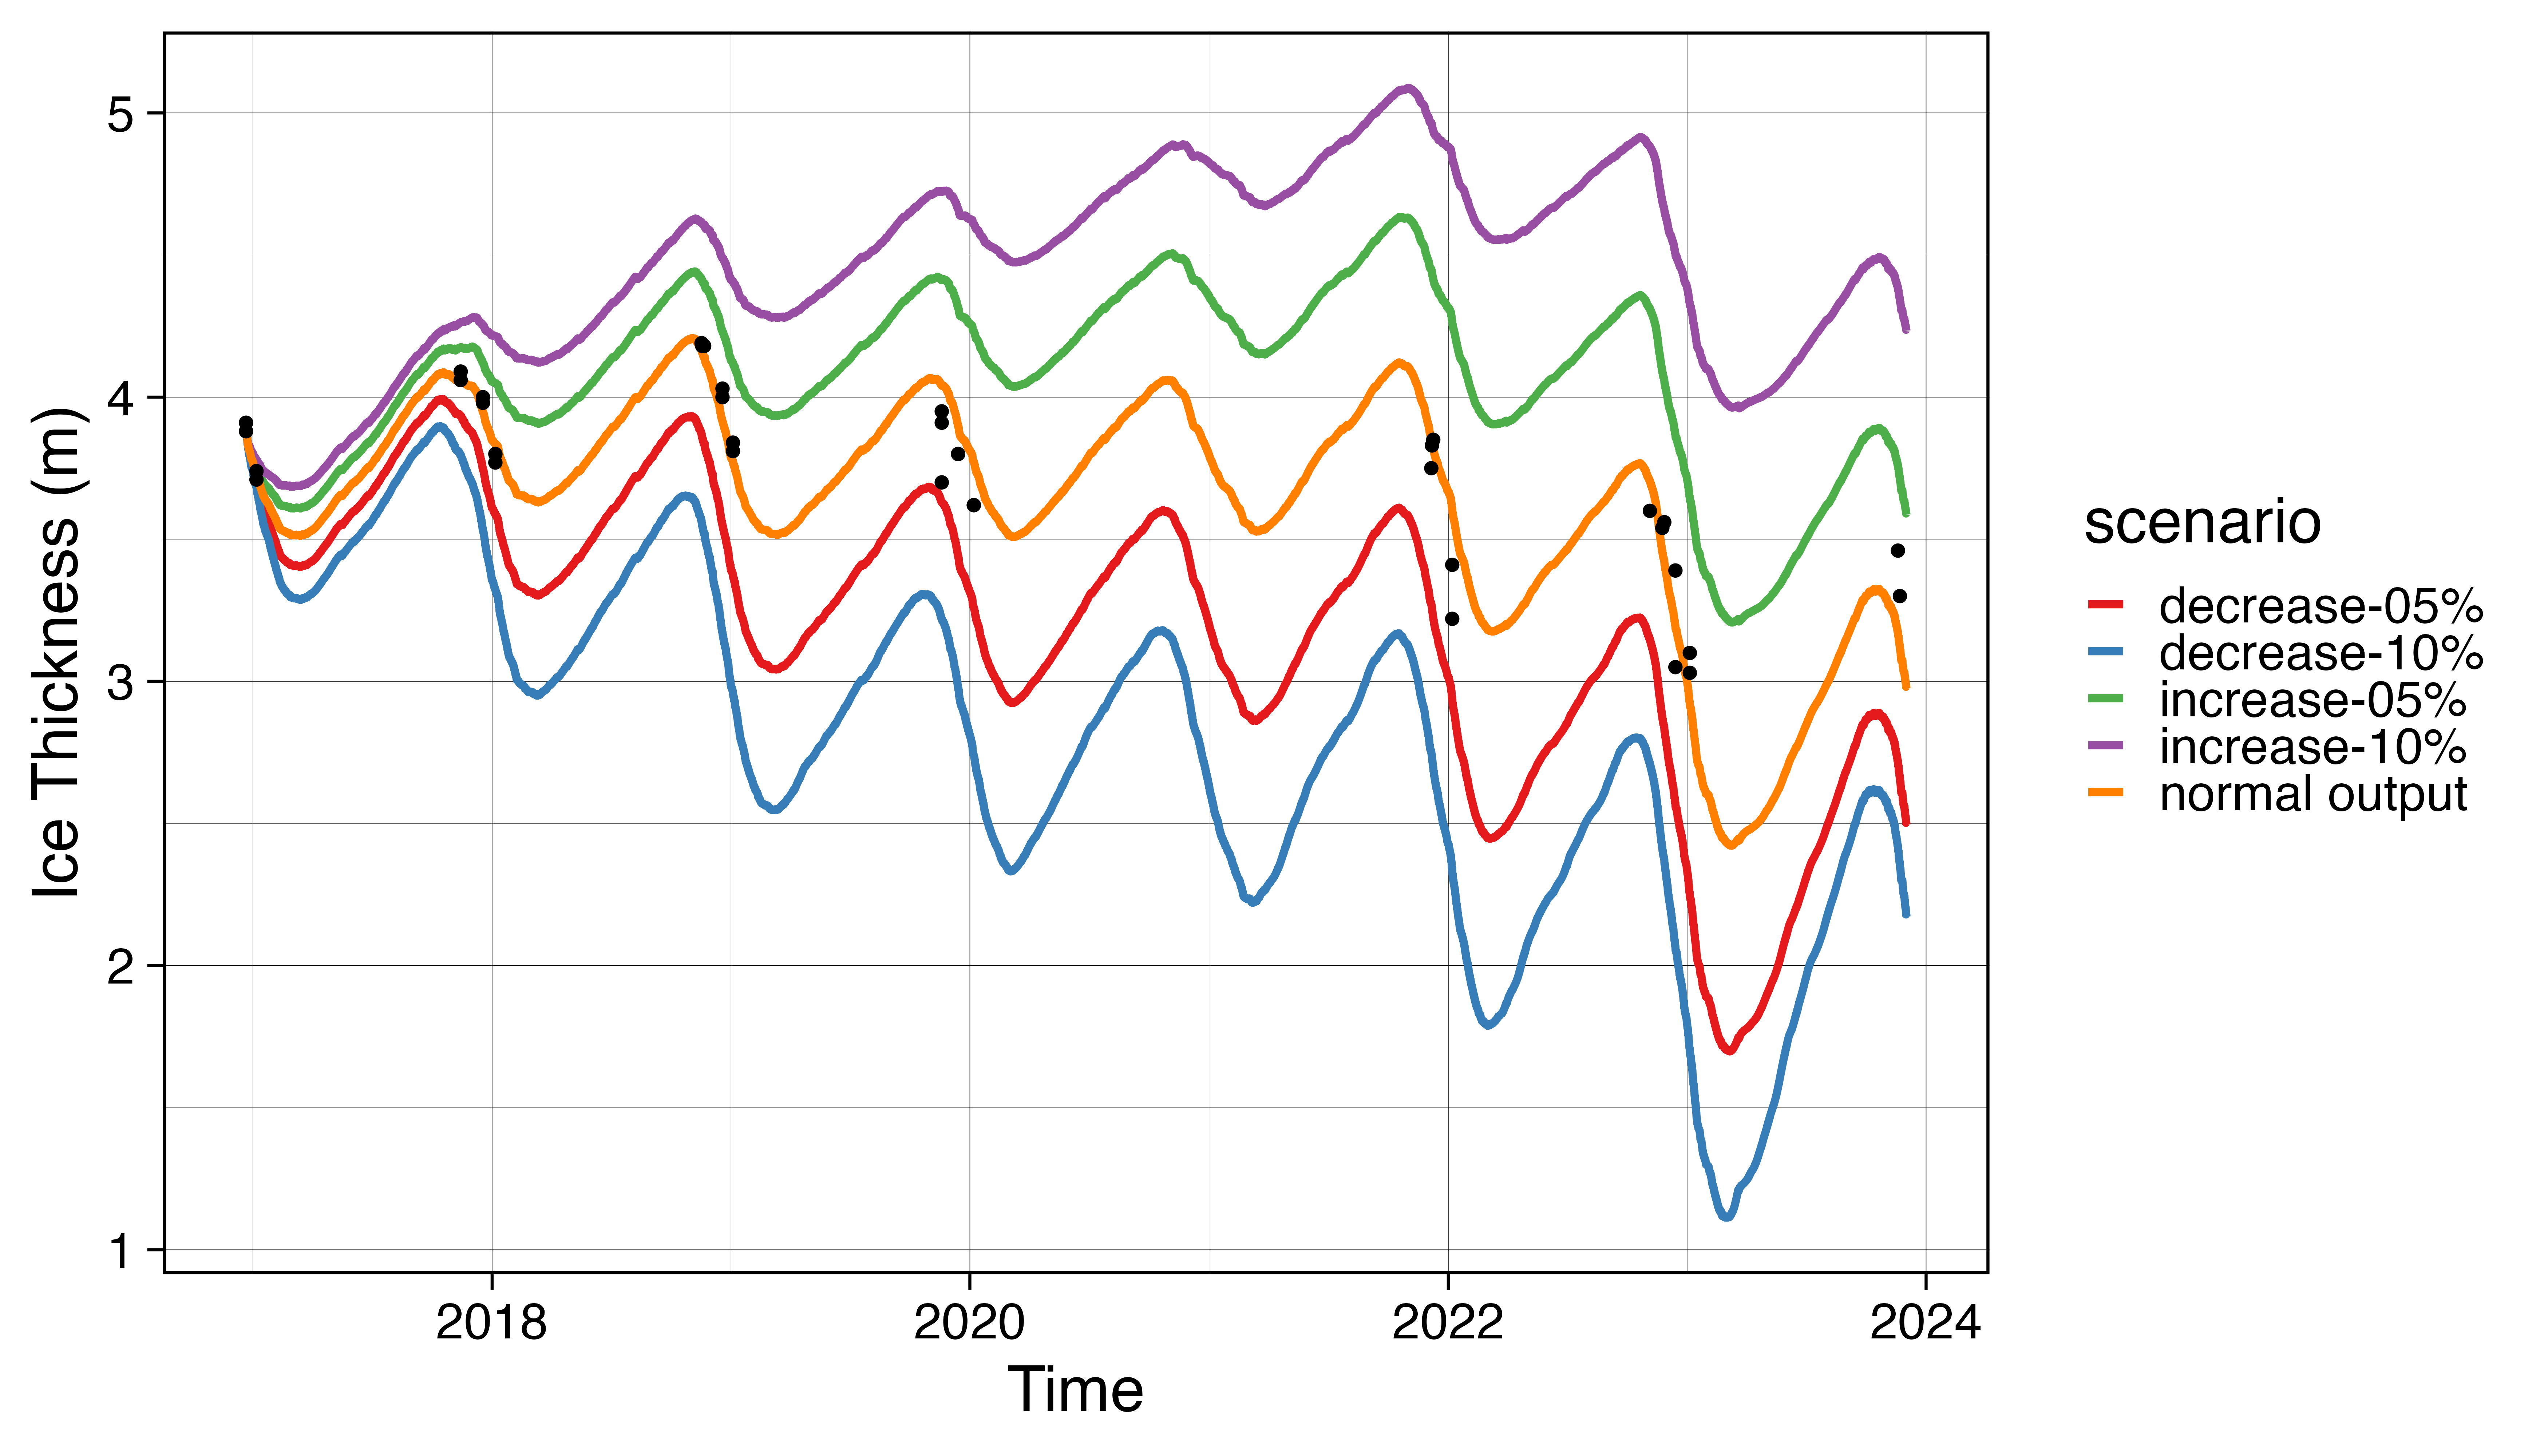 5
4
3
2
1
Ice Thickness (m)
2018
2020
2022
2024
Time
scenario
decrease-05%
decrease-10%
increase-05%
increase-10%
normal output